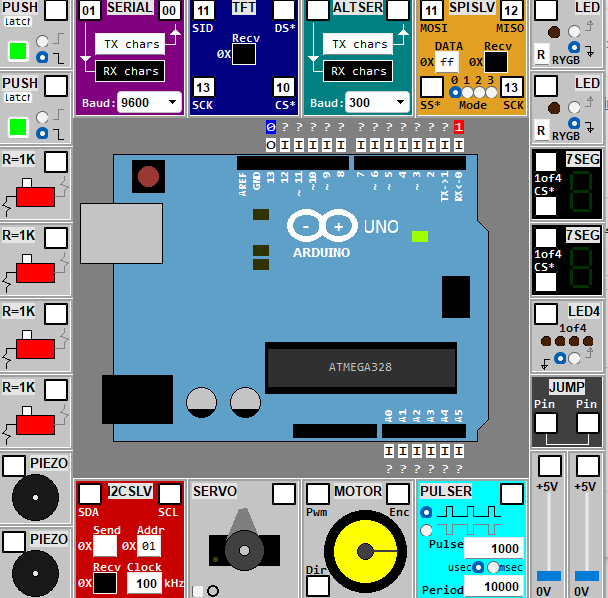 PUSH
latch
PUSH
latch
R=1K
R=1K
R=1K
R=1K
PIEZO
PIEZO
01 SERIAL 00
TX chars
RX chars
Baud: 9600
11 TFT
SID DS*
Recv
0X
13 10
SCK CS*
ALTSER
TX chars
RX chars
Baud: 300
11 SPISLV 12
MOSI MISO
DATA Recv
0X ff 0X
0 1 2 3 13
SS* Mode SCK
LED
R RYGB
LED
R RYGB
7SEG
1of4
CS*
7SEG
1of4
CS*
LED4
1of4
JUMP
Pin Pin
+5V +5V
0V 0V
0 ? ? ? ? ? ? ? ? ? ? ? ? 1
O I I I I I I I I I I I I I
AREF
GND
13
12
~11
~10
~9
8
7
~6
~5
4
~3
2
TX->1
RX<-0
- + UNO
ARDUINO
ATMEGA328
A0
A1
A2
A3
A4
A5
I I I I I I
? ? ? ? ? ?
I2CSLV
SDA SCL
Send Addr
0X 0X 01
Recv Clock
0X 100 kHz
SERVO
MOTOR
Pwm Enc
Dir
PULSER
Pulse 1000
usec msec
Period 10000